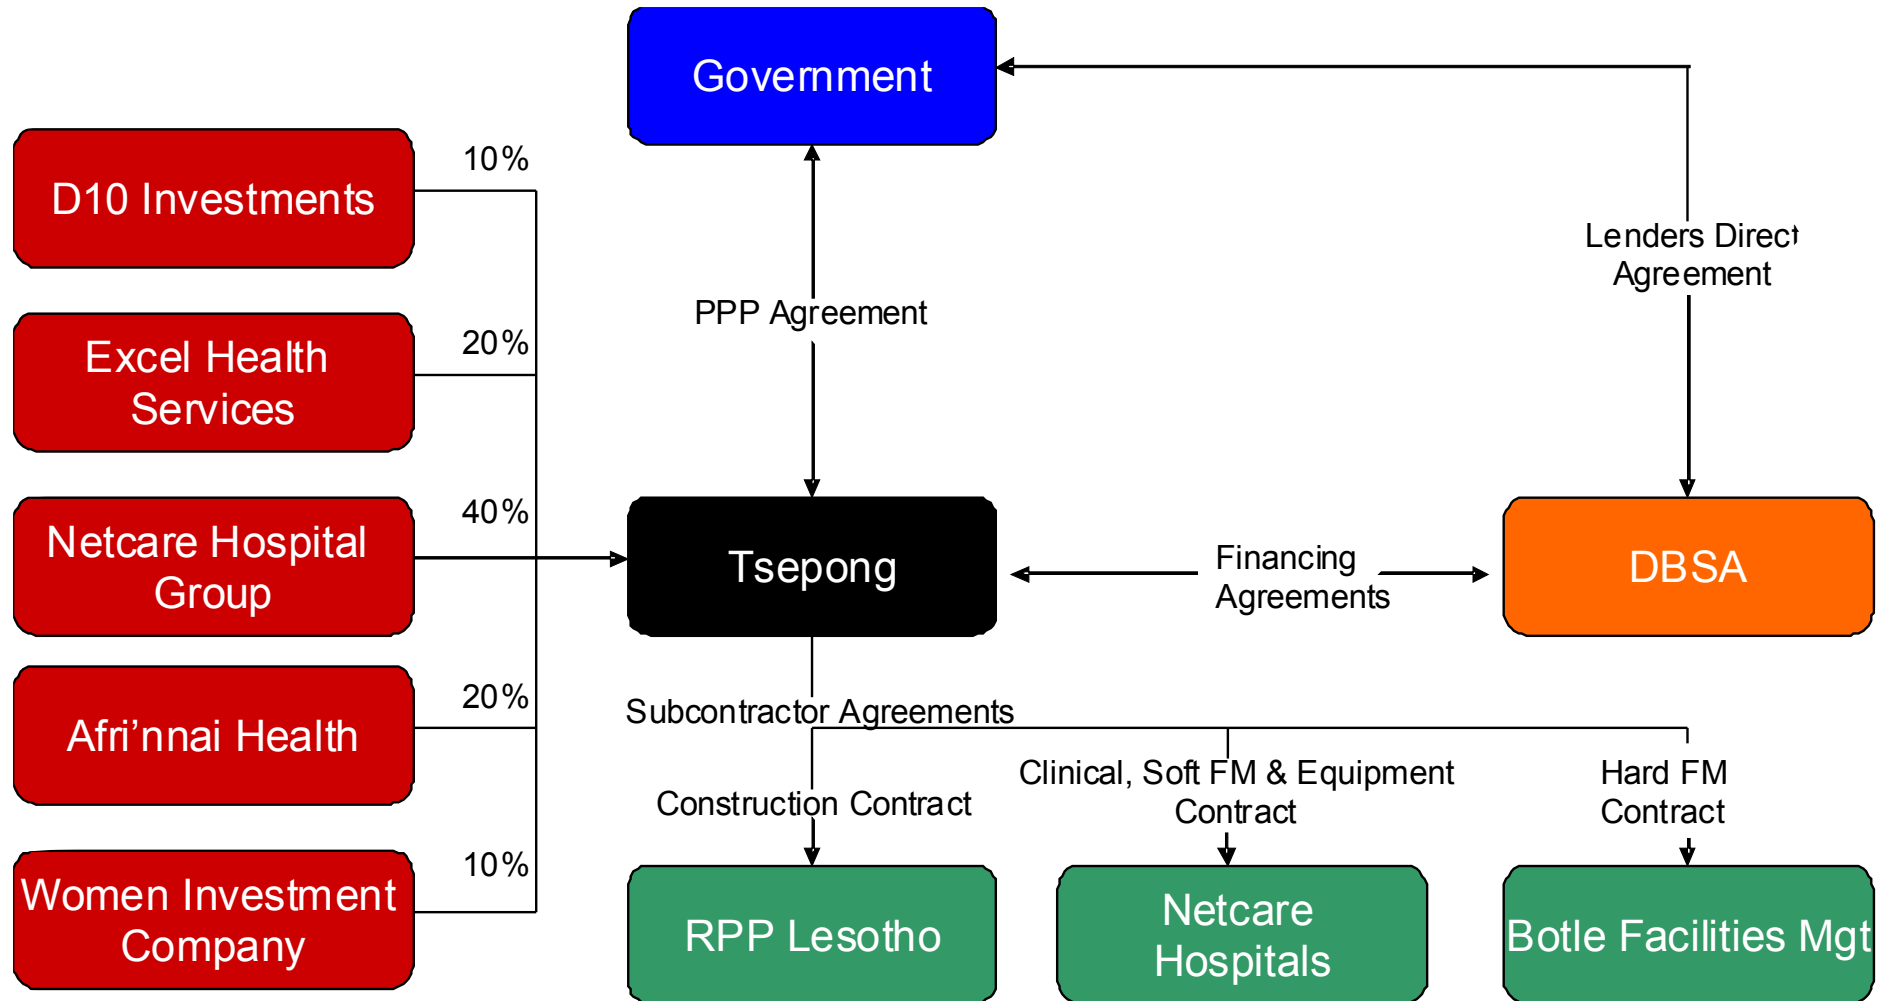 Government
10%
D10 Investments
Lenders Direct
Agreement
PPP Agreement
20%
Excel Health
Services
40%
Netcare Hospital
Group
Tsepong
Financing
Agreements
DBSA
20%
Afri’nnai Health
Subcontractor Agreements
Construction Contract
Clinical, Soft FM & Equipment
Contract
Hard FM
Contract
10%
Women Investment
Company
RPP Lesotho
Netcare
Hospitals
Botle Facilities Mgt